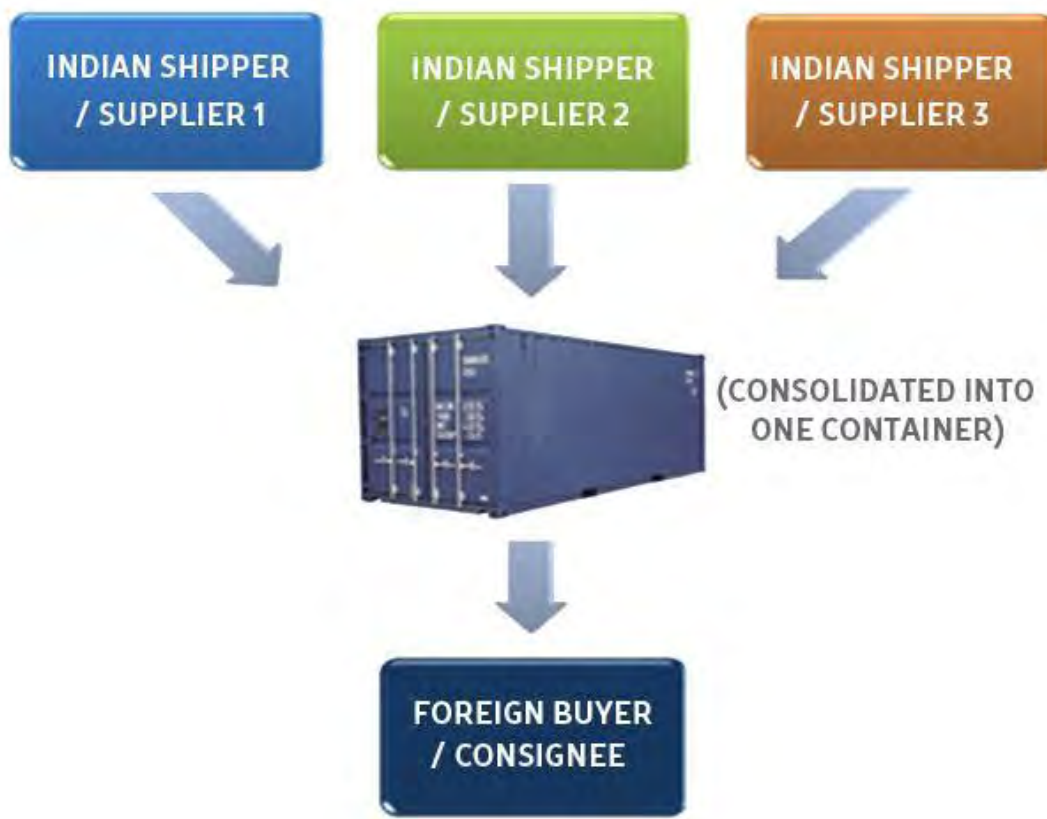 INDIAN SHIPPER
/ SUPPLIER 1
INDIAN SHIPPER
/ SUPPLIER 2
INDIAN SHIPPER
/ SUPPLIER 3
(CONSOLIDATED INTO
ONE CONTAINER)
FOREIGN BUYER
/ CONSIGNEE